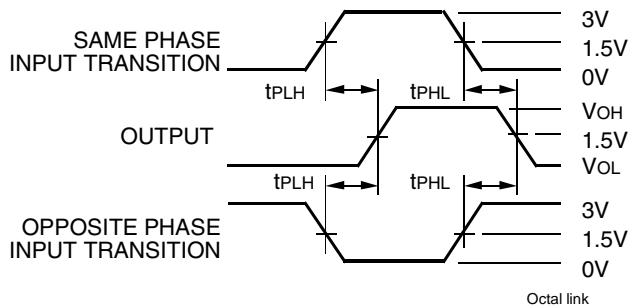 SAME PHASE
INPUT TRANSITION
3V
1.5V
0V
tPLH
tPHL
OUTPUT
VOH
1.5V
VOL
tPLH
tPHL
OPPOSITE PHASE
INPUT TRANSITION
3V
1.5V
0V
Octal link